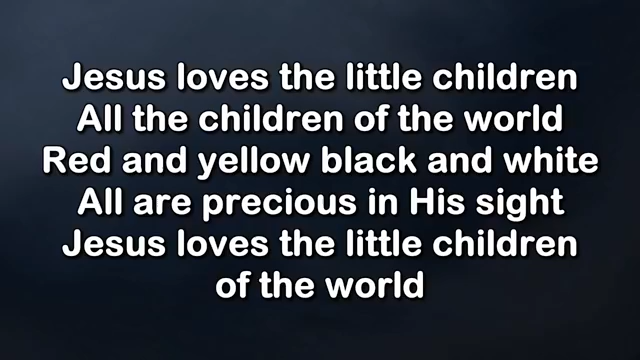 Jesus loves the little children
All the children of the world
Red and yellow black and white
All are precious in His sight
Jesus loves the little children
of the world